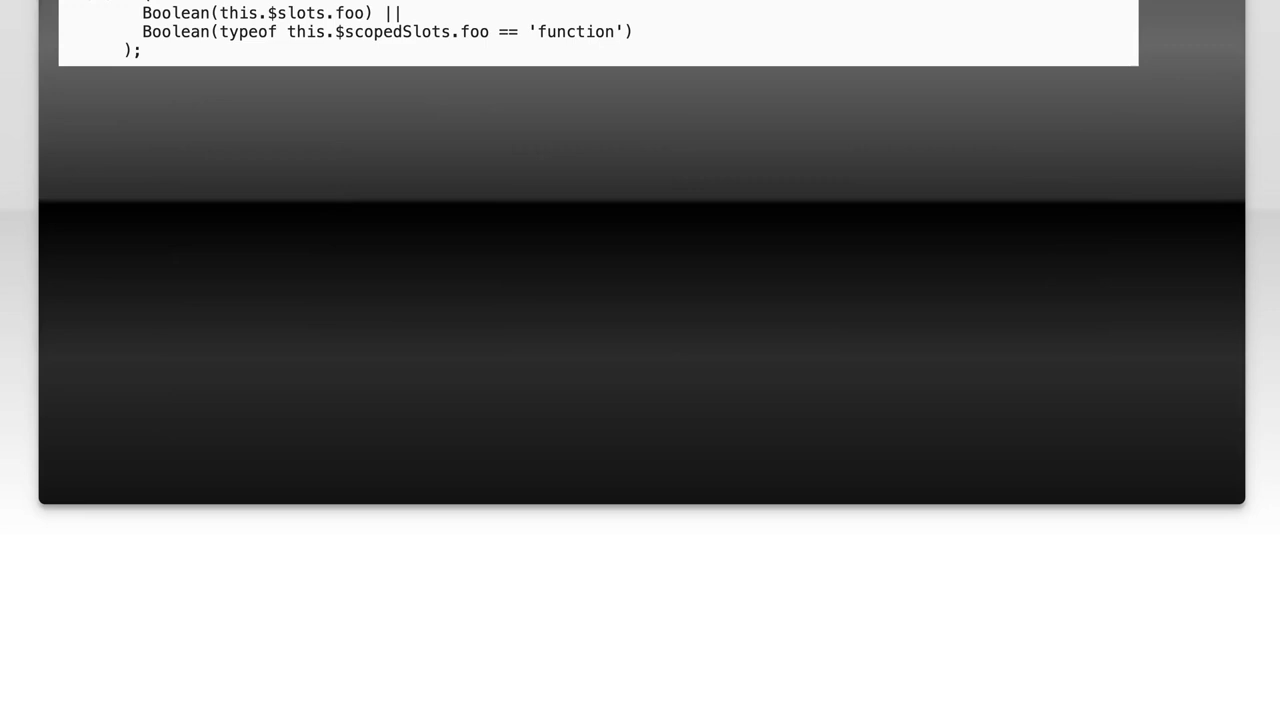 Boolean(this.$slots.foo) ||
Boolean(typeof this.$scopedSlots.foo == 'function')
);